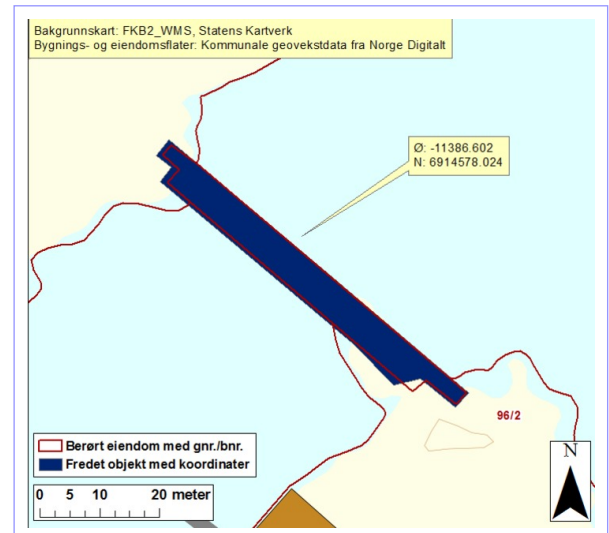 Bakgrunnskart: FKB2_WMS, Statens Kartverk
Bygnings- og eiendomsflater: Kommunale geovekstdata fra Norge Digitalt
Ø: -11386.602
N: 6914578.024
96/2
Berørt eiendom med gnr./bnr.
Fredet objekt med koordinater
N
0 5 10 20 meter